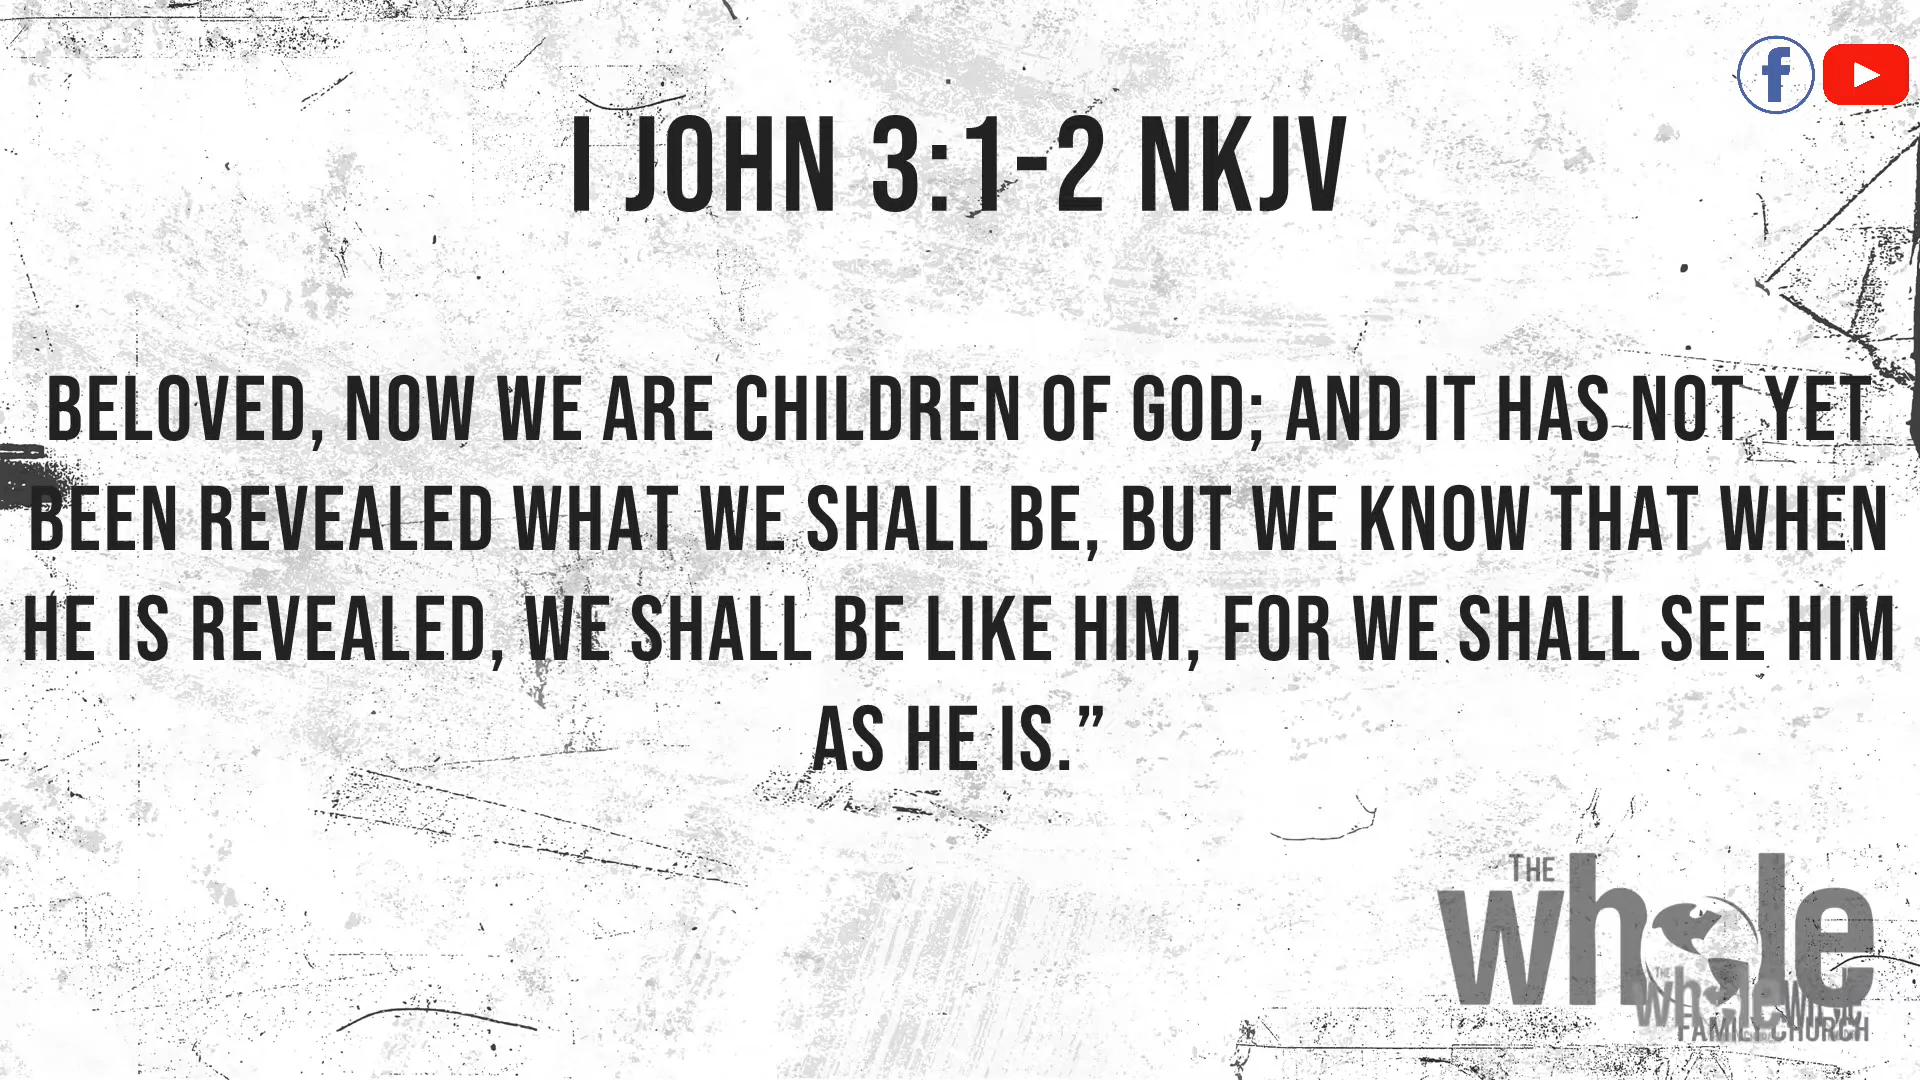 I JOHN 3:1-2 NKJV
BELOVED, NOW WE ARE CHILDREN OF GOD; AND IT HAS NOT YET
BEEN REVEALED WHAT WE SHALL BE, BUT WE KNOW THAT WHEN
HE IS REVEALED, WE SHALL BE LIKE HIM, FOR WE SHALL SEE HIM
AS HE IS.”
THE
whole
THE
whole
FAMILY CHURCH